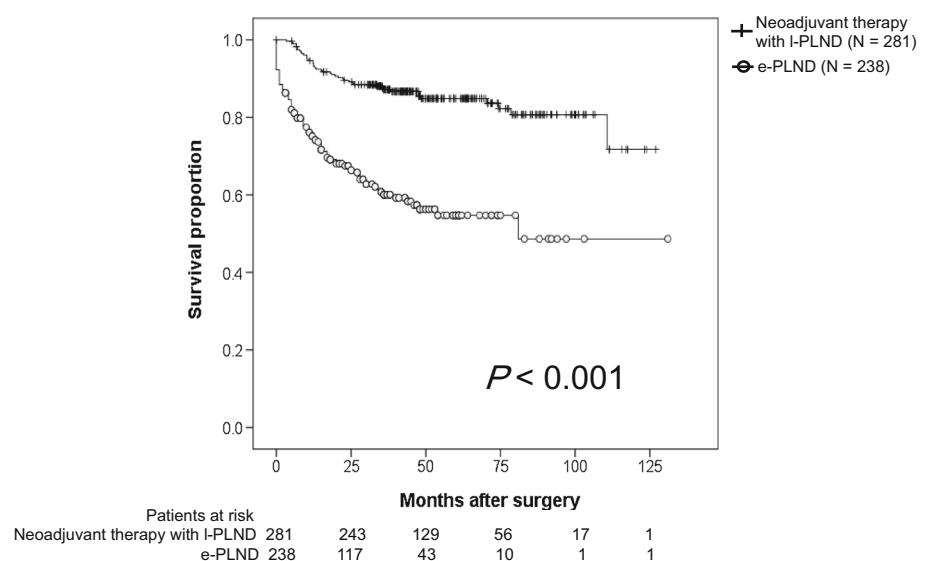 Neoadjuvant therapy
with l-PLND (N = 281)
e-PLND (N = 238)
1.0
0.8
0.6
0.4
0.2
0.0
Survival proportion
P < 0.001
0 25 50 75 100 125
Months after surgery
Patients at risk
Neoadjuvant therapy with l-PLND 281 243 129 56 17 1
e-PLND 238 117 43 10 1 1